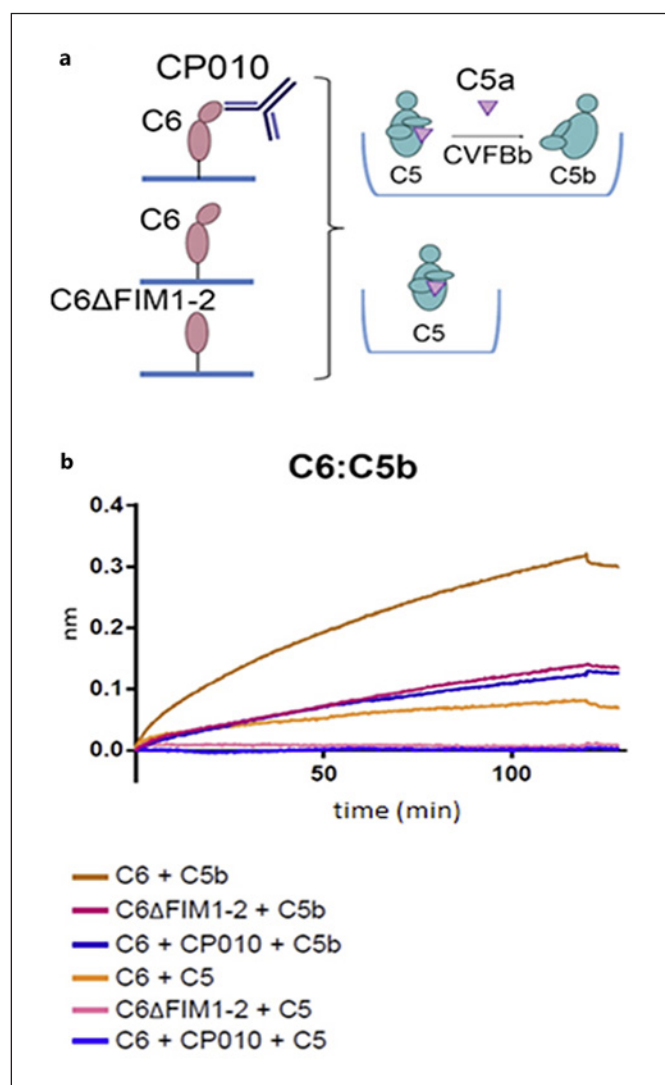 a
CP010
C6
C5a
CVFBb
C5
C5b
C6
C6ΔFIM1-2
C5
b
C6:C5b
0.4
0.3
0.2
0.1
0.0
nm
50
100
time (min)
C6 + C5b
C6ΔFIM1-2 + C5b
C6 + CP010 + C5b
C6 + C5
C6ΔFIM1-2 + C5
C6 + CP010 + C5